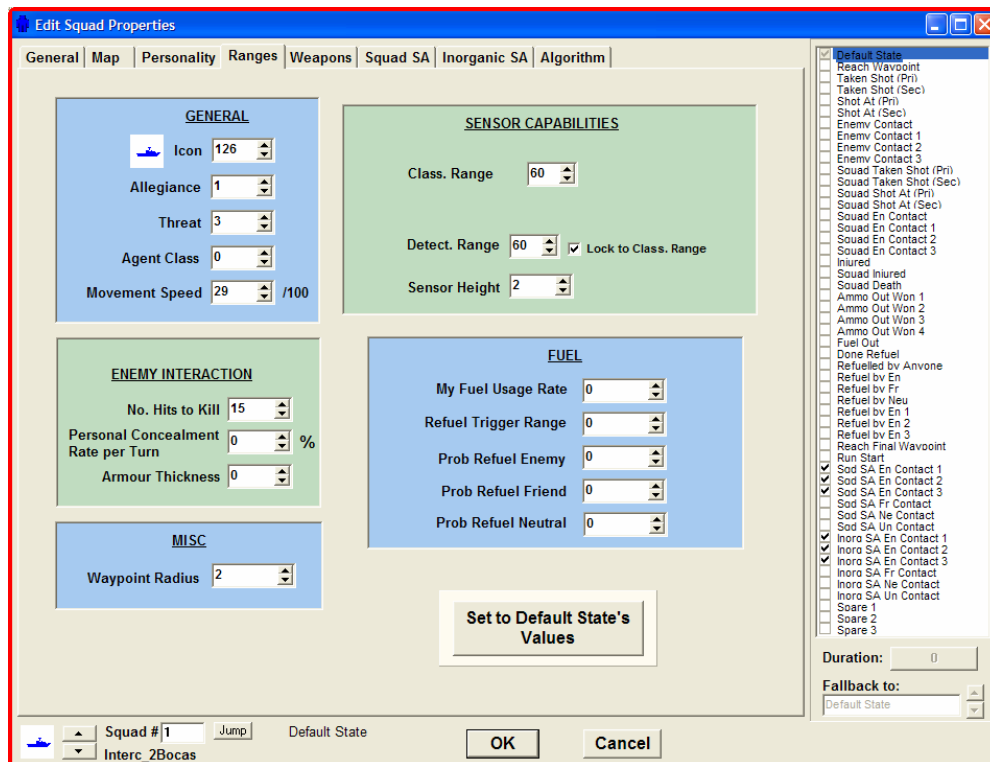 Edit Squad Properties
General Map Personality Ranges Weapons Squad SA Inorganic SA Algorithm
GENERAL
Icon 126
Allegiance 1
Threat 3
Agent Class 0
Movement Speed 29 /100
SENSOR CAPABILITIES
Class. Range 60
Detect. Range 60 Lock to Class. Range
Sensor Height 2
ENEMY INTERACTION
No. Hits to Kill 15
Personal Concealment
Rate per Turn 0 %
Armour Thickness 0
FUEL
My Fuel Usage Rate 0
Refuel Trigger Range 0
Prob Refuel Enemy 0
Prob Refuel Friend 0
Prob Refuel Neutral 0
MISC
Waypoint Radius 2
Set to Default State's
Values
Default State
Reach Waypoint
Taken Shot (Pri)
Taken Shot (Sec)
Shot At (Pri)
Shot At (Sec)
Enemy Contact
Enemy Contact 1
Enemy Contact 2
Enemy Contact 3
Squad Taken Shot (Pri)
Squad Taken Shot (Sec)
Squad Shot At (Pri)
Squad Shot At (Sec)
Squad En Contact
Squad En Contact 1
Squad En Contact 2
Squad En Contact 3
Injured
Squad Injured
Squad Death
Ammo Out Wpn 1
Ammo Out Wpn 2
Ammo Out Wpn 3
Ammo Out Wpn 4
Fuel Out
Done Refuel
Refuelled by Anyone
Refuel by En
Refuel by Fr
Refuel by Neu
Refuel by En 1
Refuel by En 2
Refuel by En 3
Reach Final Waypoint
Run Start
Sqd SA En Contact 1
Sqd SA En Contact 2
Sqd SA En Contact 3
Sqd SA Fr Contact
Sqd SA Ne Contact
Sqd SA Un Contact
Inorg SA En Contact 1
Inorg SA En Contact 2
Inorg SA En Contact 3
Inorg SA Fr Contact
Inorg SA Ne Contact
Inorg SA Un Contact
Spare 1
Spare 2
Spare 3
Duration: 0
Fallback to:
Default State
Squad # 1 Jump Default State
Interc_2Bocas
OK Cancel